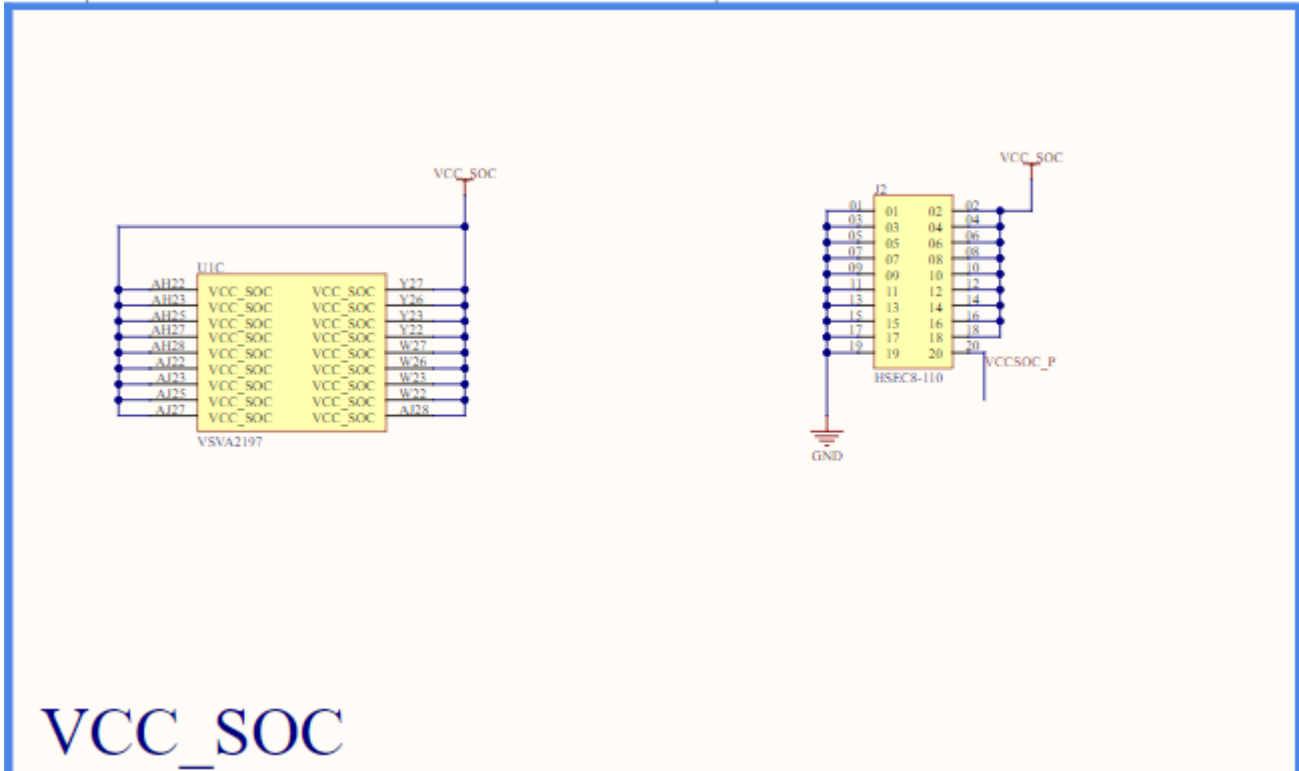 VCC_SOC
U1C
AH22 VCC_SOC VCC_SOC Y27
AH23 VCC_SOC VCC_SOC Y26
AH25 VCC_SOC VCC_SOC Y23
AH27 VCC_SOC VCC_SOC Y22
AH28 VCC_SOC VCC_SOC W27
AJ22 VCC_SOC VCC_SOC W26
AJ23 VCC_SOC VCC_SOC W23
AJ25 VCC_SOC VCC_SOC W22
AJ27 VCC_SOC VCC_SOC AJ28
VSVA2197
VCC_SOC
J2
01 01 02 02
03 03 04 04
05 05 06 06
07 07 08 08
09 09 10 10
11 11 12 12
13 13 14 14
15 15 16 16
17 17 18 18
19 19 20 20
VCCSOC_P
HSEC8-110
GND
VCC_SOC